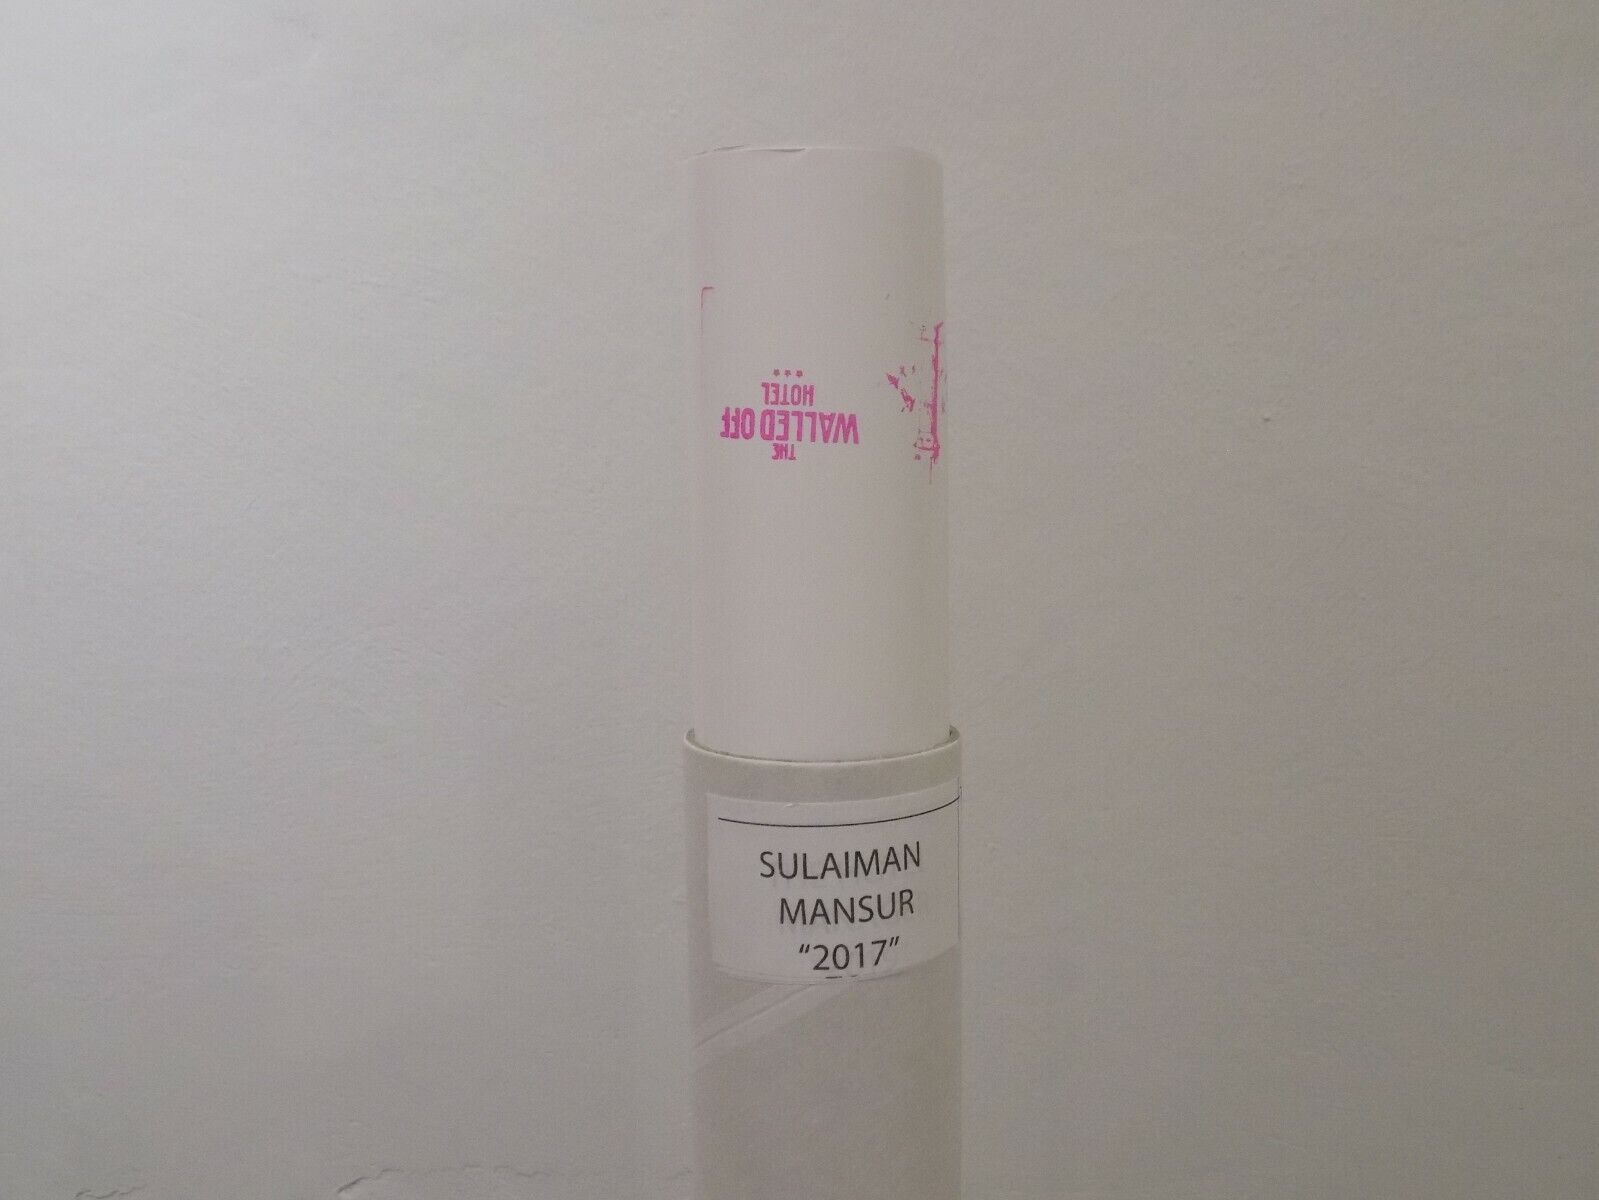 THE
WALLED OFF
HOTEL
SULAIMAN
MANSUR
“2017”